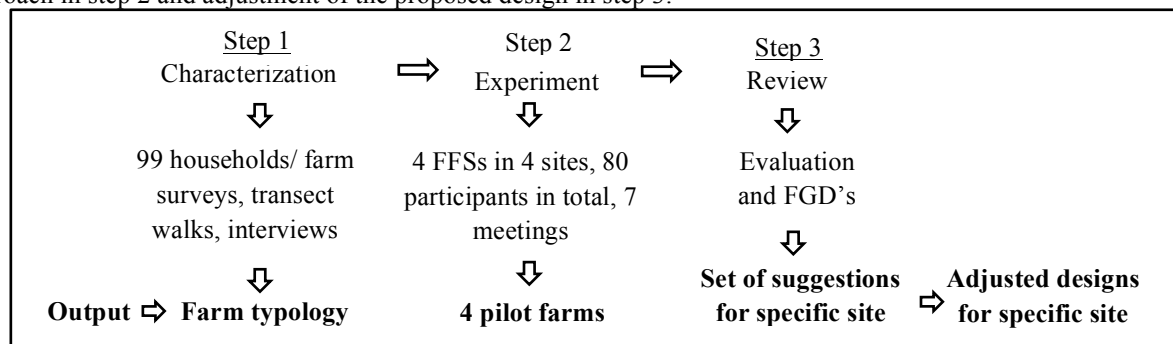 roach in step 2 and adjustment of the proposed design in step 3.
Step 1
Characterization
99 households/ farm
surveys, transect
walks, interviews
Output
Farm typology
Step 2
Experiment
4 FFSs in 4 sites, 80
participants in total, 7
meetings
4 pilot farms
Step 3
Review
Evaluation
and FGD's
Set of suggestions
for specific site
Adjusted designs
for specific site